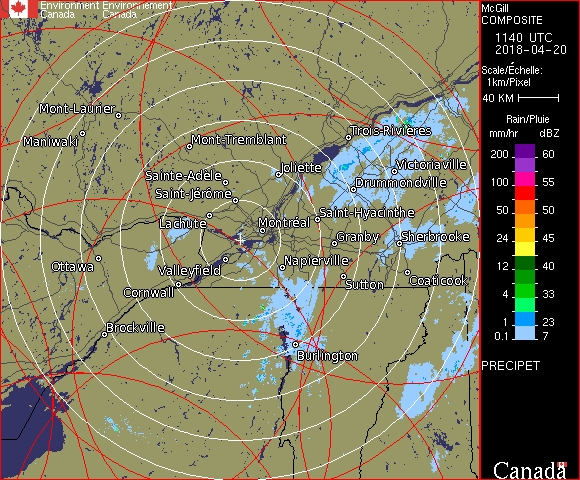 Environment Environnement
Canada Canada
McGill
COMPOSITE
1140 UTC
2018-04-20
Scale/Échelle:
1km/Pixel
40 KM
Rain/Pluie
mm/hr dBZ
200 60
100 55
50 50
24 45
12 40
4 33
1 23
0.1 7
PRECIPET
Canada
Mont-Laurier
Maniwaki
Mont-Tremblant
Trois-Rivières
Sainte-Adèle
Joliette
Victoriaville
Saint-Jérôme
Drummondville
Lachute
Montréal
Saint-Hyacinthe
Granby
Sherbrooke
Ottawa
Valleyfield
Napierville
Cornwall
Sutton
Coaticook
Brockville
Burlington